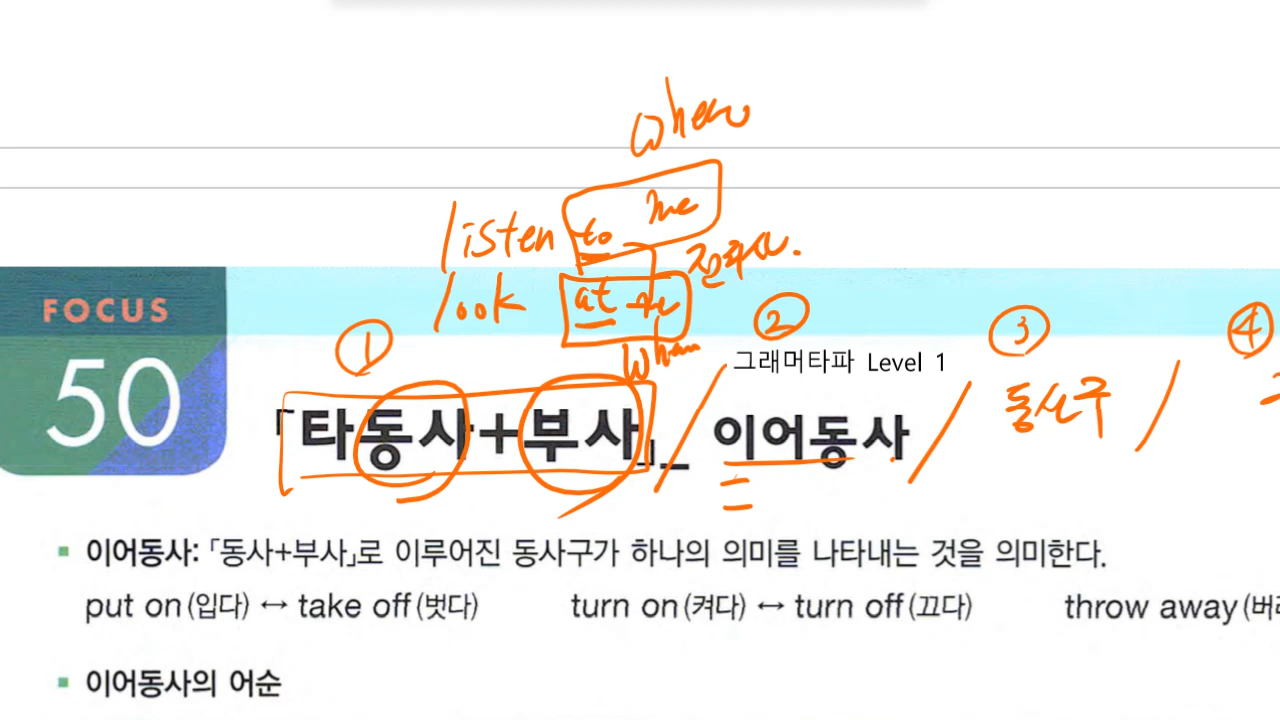 when
listen to me
look at
전치사.
when
FOCUS
50
① ② ③ ④
그래머타파 Level 1
「타동사+부사」_ / 이어동사 / 동사구 /
이어동사: 「동사+부사」로 이루어진 동사구가 하나의 의미를 나타내는 것을 의미한다.
put on(입다) ↔ take off(벗다) turn on(켜다) ↔ turn off(끄다) throw away(버
이어동사의 어순